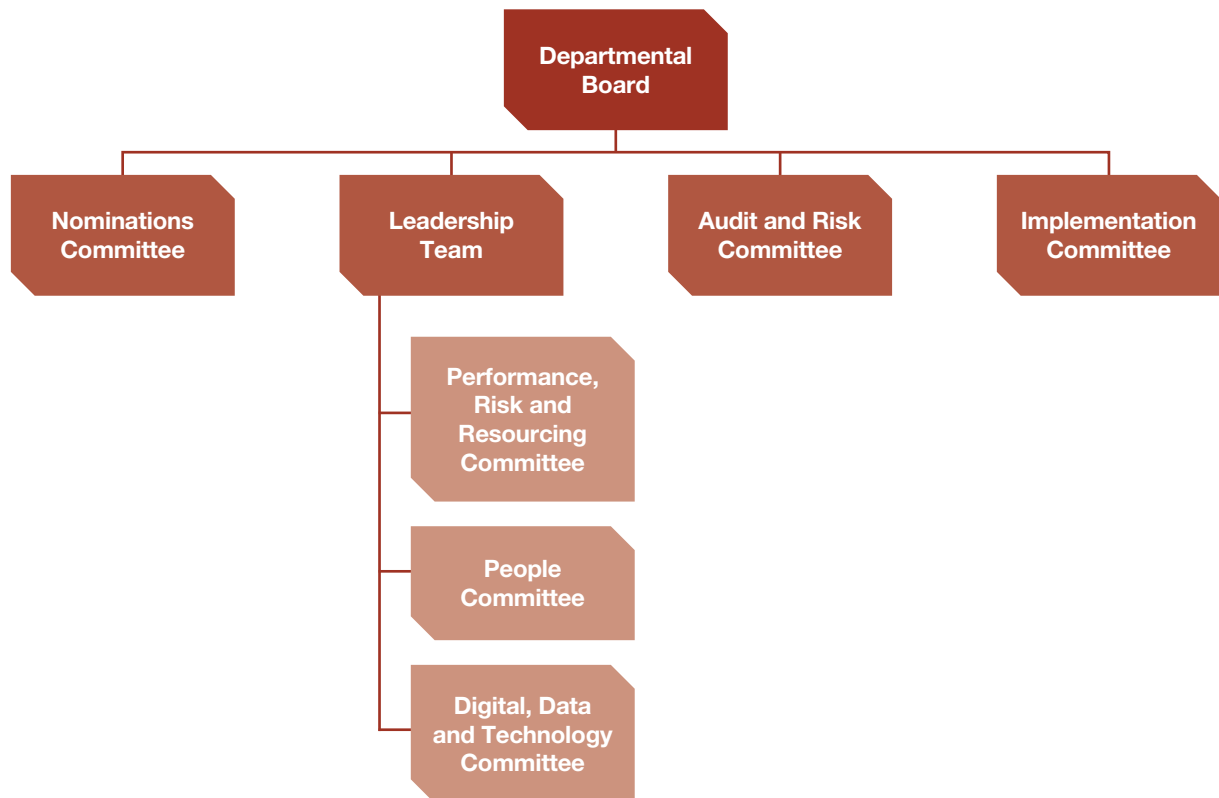 Departmental
Board
Nominations
Committee
Leadership
Team
Audit and Risk
Committee
Implementation
Committee
Performance,
Risk and
Resourcing
Committee
People
Committee
Digital, Data
and Technology
Committee